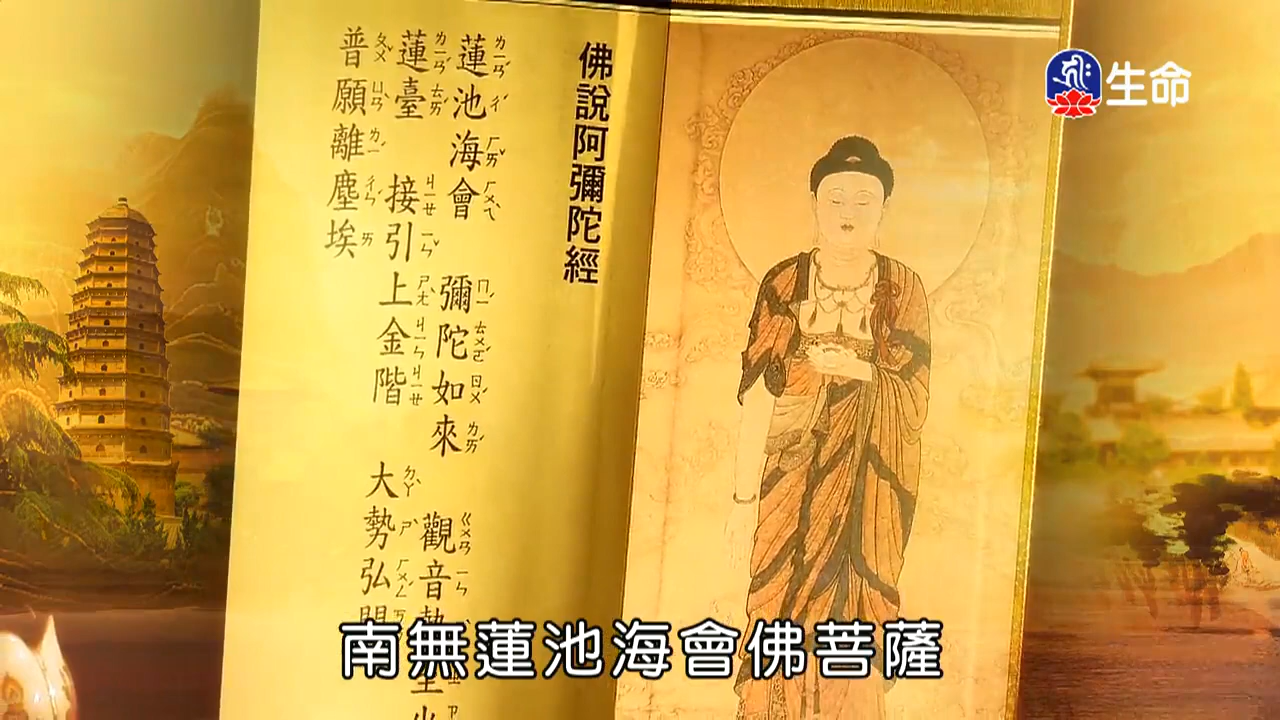 生命
佛說阿彌陀經
蓮池海會 彌陀如來 觀音
蓮臺 接引上金階 大勢弘
普願離塵埃
南無蓮池海會佛菩薩